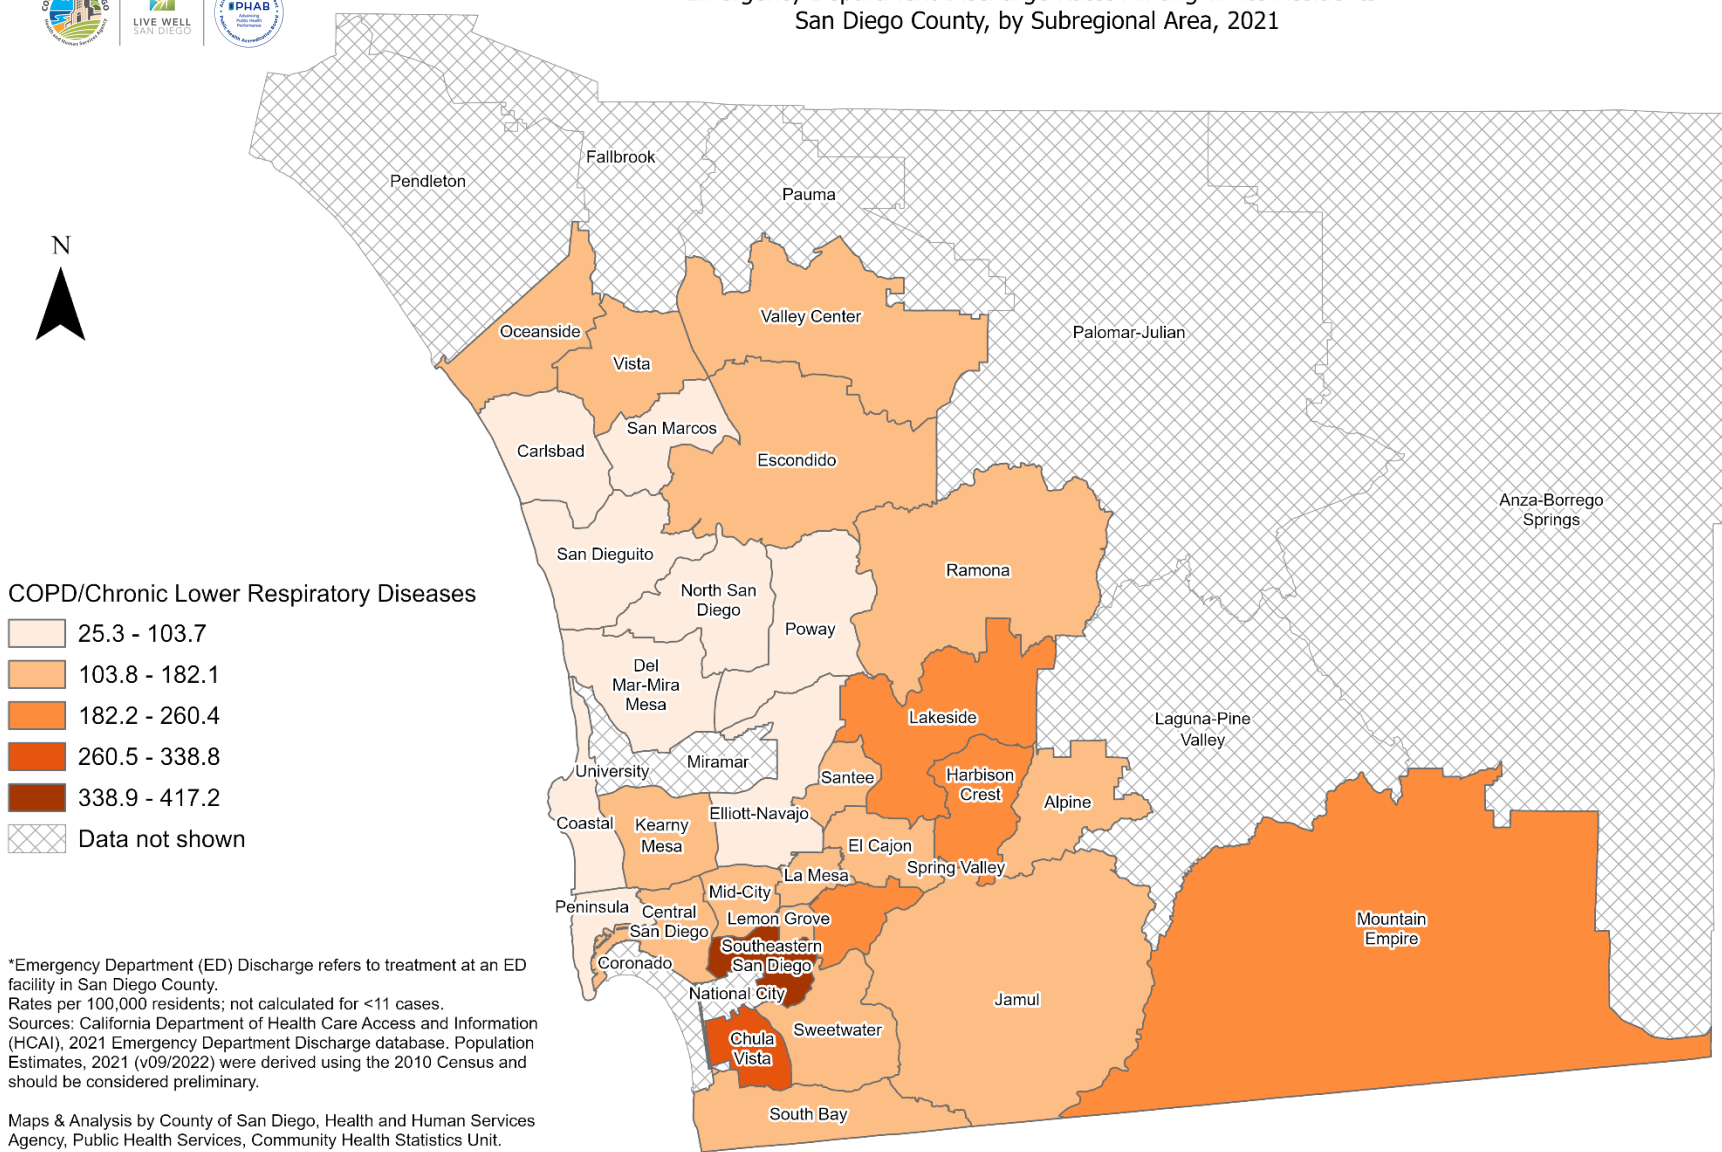 LIVE WELL
SAN DIEGO
PHAB
Advancing
Public Health
Performance
San Diego County, by Subregional Area, 2021
N
Pendleton
Fallbrook
Pauma
Oceanside
Vista
Valley Center
Palomar-Julian
San Marcos
Carlsbad
Escondido
Anza-Borrego
Springs
San Dieguito
North San
Diego
Poway
Ramona
Del
Mar-Mira
Mesa
Lakeside
Laguna-Pine
Valley
University
Miramar
Santee
Harbison
Crest
Alpine
Coastal
Kearny
Mesa
Elliott-Navajo
El Cajon
Spring Valley
La Mesa
Mid-City
Peninsula
Central
San Diego
Lemon Grove
Mountain
Empire
Southeastern
San Diego
Coronado
National City
Jamul
Chula
Vista
Sweetwater
South Bay
COPD/Chronic Lower Respiratory Diseases
25.3 - 103.7
103.8 - 182.1
182.2 - 260.4
260.5 - 338.8
338.9 - 417.2
Data not shown
*Emergency Department (ED) Discharge refers to treatment at an ED
facility in San Diego County.
Rates per 100,000 residents; not calculated for <11 cases.
Sources: California Department of Health Care Access and Information
(HCAI), 2021 Emergency Department Discharge database. Population
Estimates, 2021 (v09/2022) were derived using the 2010 Census and
should be considered preliminary.
Maps & Analysis by County of San Diego, Health and Human Services
Agency, Public Health Services, Community Health Statistics Unit.